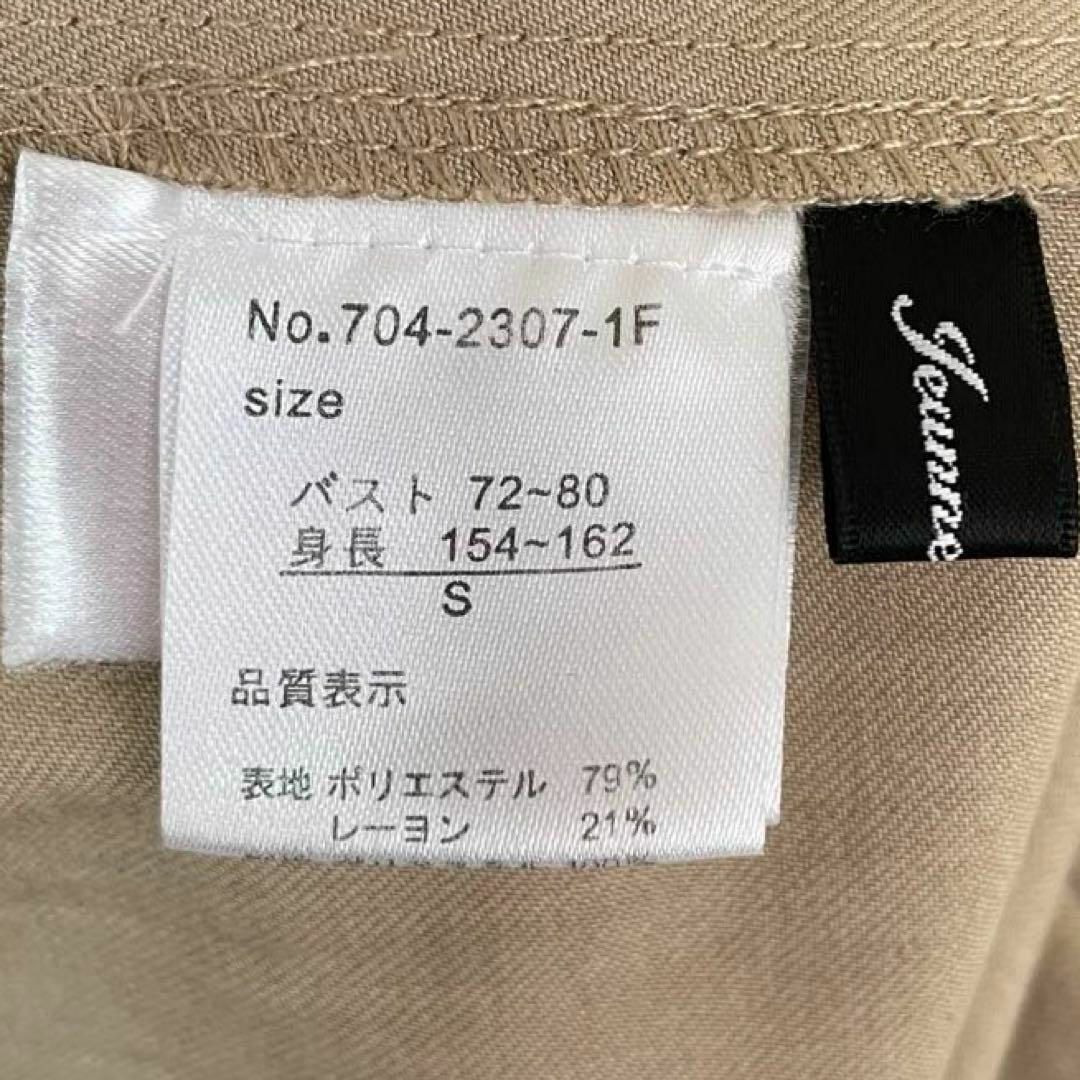 No.704-2307-1F
size
バスト 72~80
身長 154~162
S
品質表示
表地 ポリエステル 79%
レーヨン 21%
Jeunne